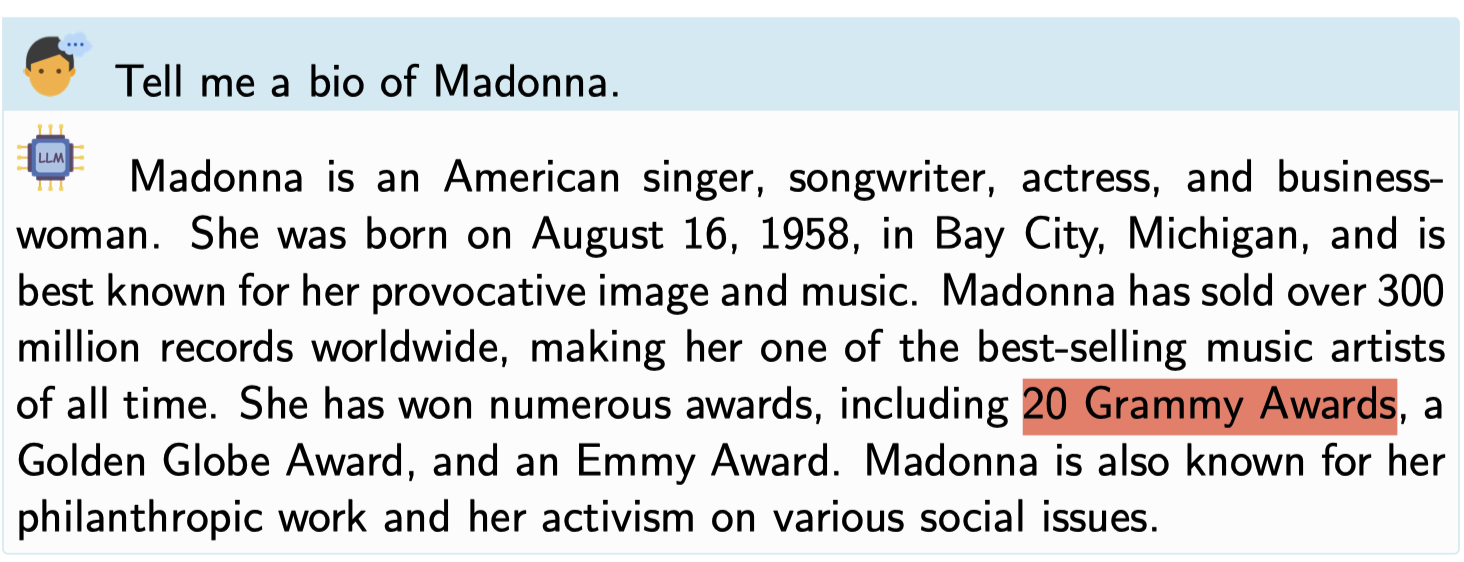 Tell me a bio of Madonna.
LLM
Madonna is an American singer, songwriter, actress, and business-
woman. She was born on August 16, 1958, in Bay City, Michigan, and is
best known for her provocative image and music. Madonna has sold over 300
million records worldwide, making her one of the best-selling music artists
of all time. She has won numerous awards, including 20 Grammy Awards, a
Golden Globe Award, and an Emmy Award. Madonna is also known for her
philanthropic work and her activism on various social issues.